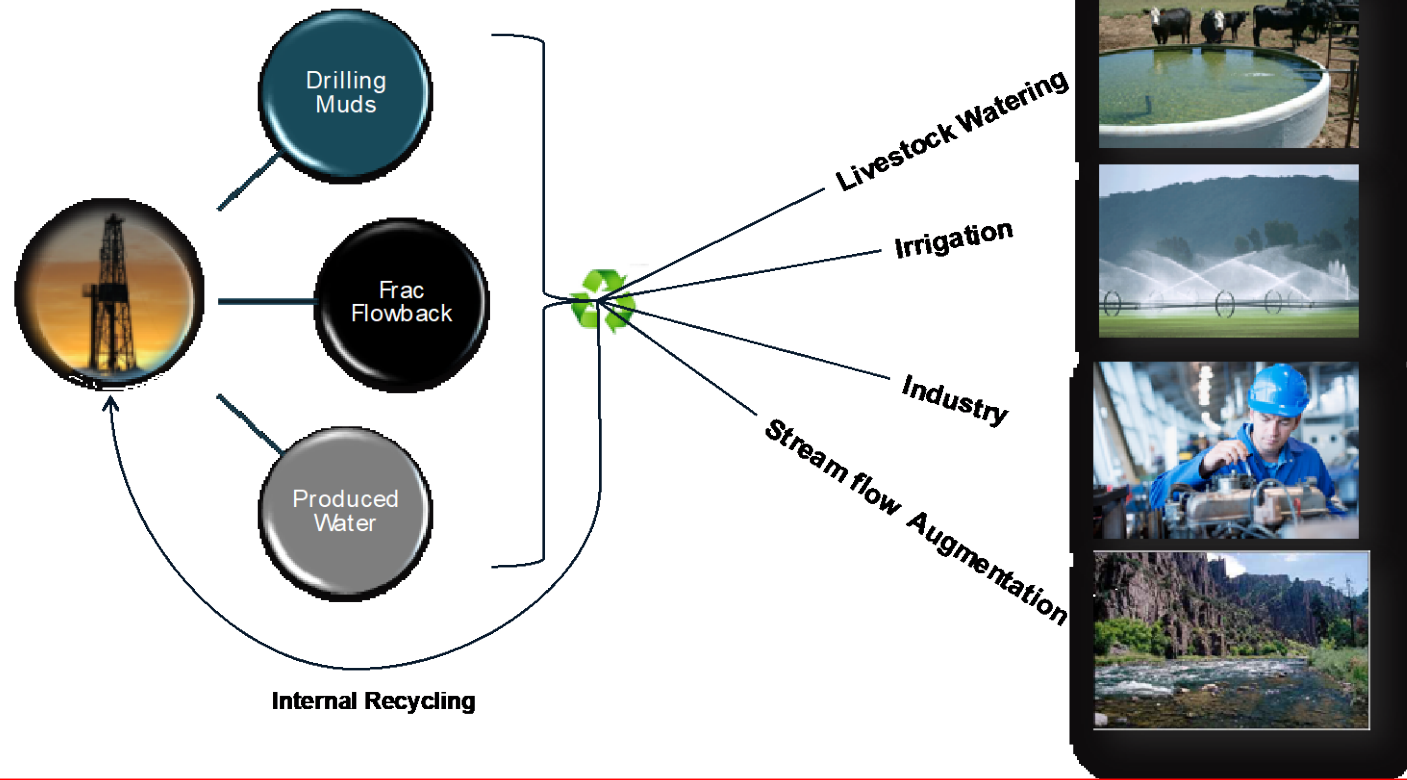 Drilling
Muds
Frac
Flowback
Produced
Water
Livestock Watering
Irrigation
Industry
Stream flow Augmentation
Internal Recycling